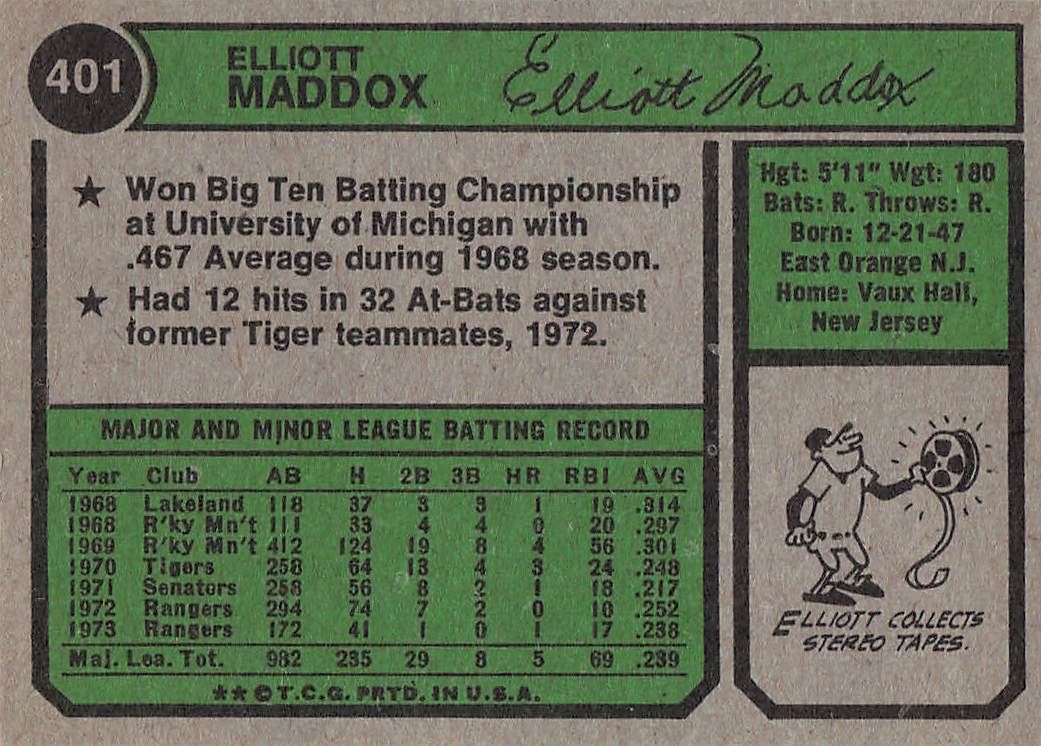 401
ELLIOTT
MADDOX
Elliott Maddox
★ Won Big Ten Batting Championship
at University of Michigan with
.467 Average during 1968 season.
★ Had 12 hits in 32 At-Bats against
former Tiger teammates, 1972.
Hgt: 5'11" Wgt: 180
Bats: R. Throws: R.
Born: 12-21-47
East Orange N.J.
Home: Vaux Hall,
New Jersey
MAJOR AND MINOR LEAGUE BATTING RECORD
Year Club AB H 2B 3B HR RBI AVG
1968 Lakeland 118 37 3 3 1 19 .314
1968 R'ky Mn't 111 33 4 4 0 20 .297
1969 R'ky Mn't 412 124 19 8 4 56 .301
1970 Tigers 258 64 13 4 3 24 .248
1971 Senators 258 56 8 2 1 18 .217
1972 Rangers 294 74 7 2 0 10 .252
1973 Rangers 172 41 1 0 1 17 .238
Maj. Lea. Tot. 982 235 29 8 5 69 .239
★★ © T.C.G. PRTD. IN U.S.A.
ELLIOTT COLLECTS
STEREO TAPES.